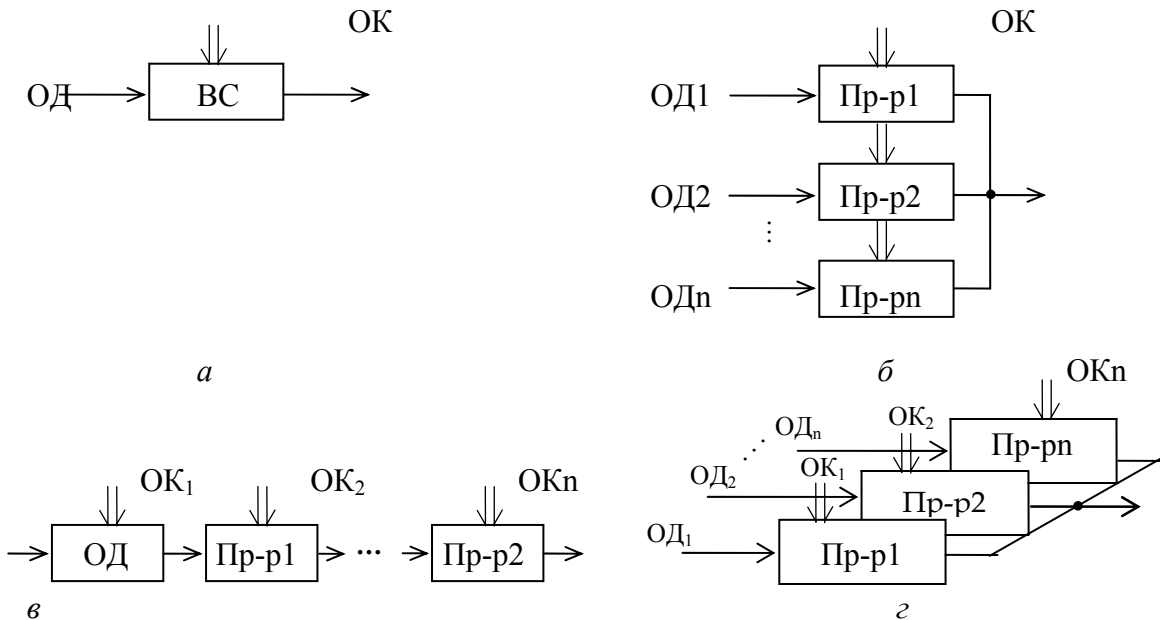 ОК
ОД ВС
ОК
ОД1 Пр-р1
ОД2 Пр-р2
⋮
ОДn Пр-рn
а
б
ОК₁ ОК₂ ОКn
ОД Пр-р1 ... Пр-р2
в
ОКn
ОК₂
ОДn Пр-рn
ОК₁
ОД₂ Пр-р2
ОД₁ Пр-р1
г